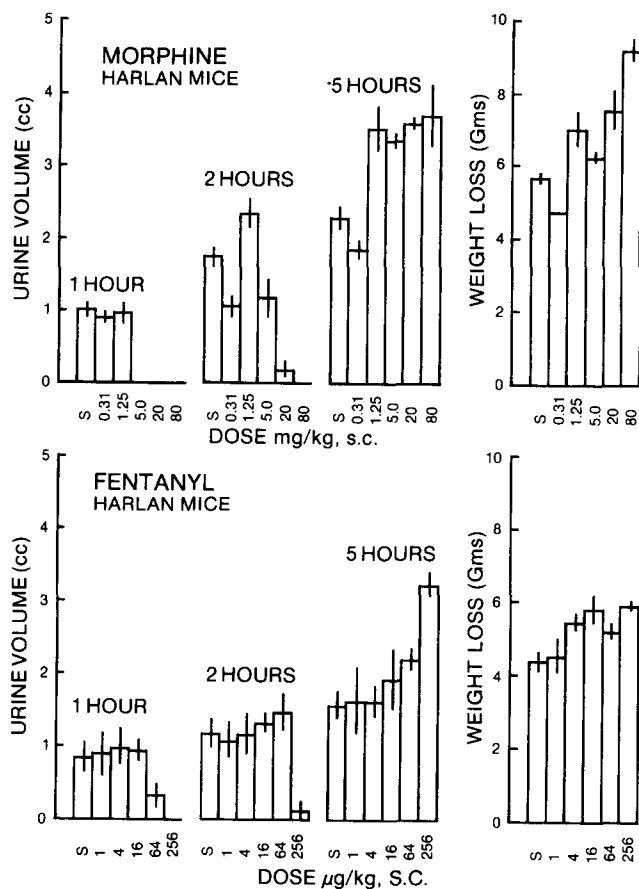 MORPHINE
HARLAN MICE
URINE VOLUME (cc)
5
4
3
2
1
0
1 HOUR
2 HOURS
-5 HOURS
S 0.31 1.25 5.0 20 80
S 0.31 1.25 5.0 20 80
S 0.31 1.25 5.0 20 80
DOSE mg/kg, s.c.
WEIGHT LOSS (Gms)
10
8
6
4
2
0
S 0.31 1.25 5.0 20 80
FENTANYL
HARLAN MICE
URINE VOLUME (cc)
5
4
3
2
1
0
1 HOUR
2 HOURS
5 HOURS
S 1 4 16 64 256
S 1 4 16 64 256
S 1 4 16 64 256
DOSE µg/kg, S.C.
WEIGHT LOSS (Gms)
10
8
6
4
2
0
S 1 4 16 64 256